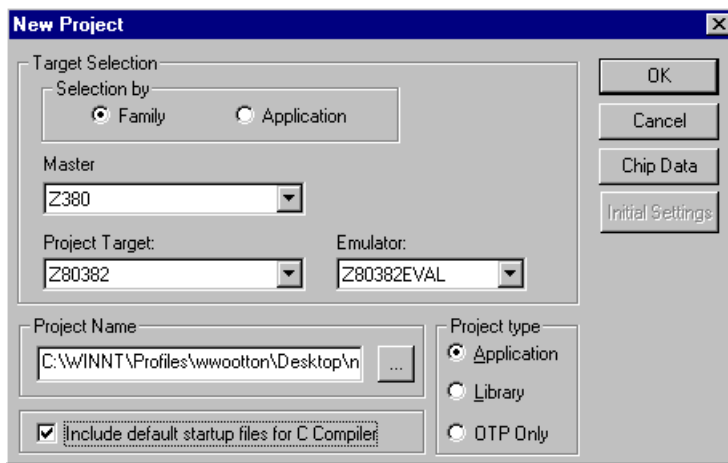 New Project
Target Selection
Selection by
Family
Application
Master
Z380
Project Target:
Emulator:
Z80382
Z80382EVAL
Project Name
C:\WINNT\Profiles\wwootton\Desktop\n
...
Include default startup files for C Compiler
Project type
Application
Library
OTP Only
OK
Cancel
Chip Data
Initial Settings